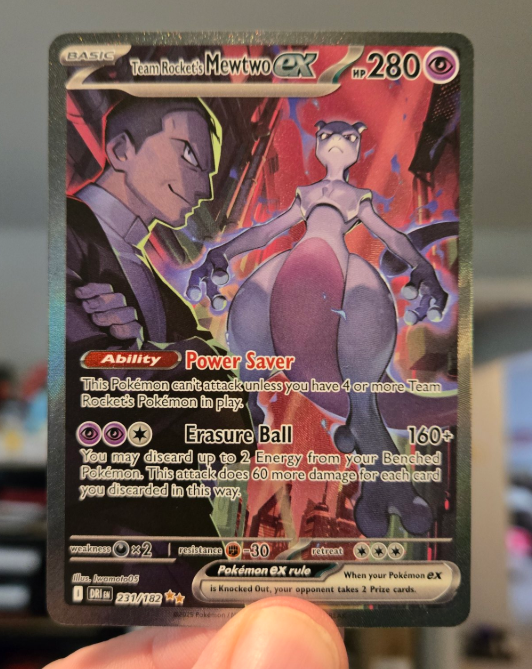 BASIC
Team Rocket's Mewtwo ex HP 280
Ability Power Saver
This Pokémon can't attack unless you have 4 or more Team
Rocket's Pokémon in play.
Erasure Ball 160+
You may discard up to 2 Energy from your Benched
Pokémon. This attack does 60 more damage for each card
you discarded in this way.
weakness ×2 resistance -30 retreat
Illus. Iwamoto05
Pokémon ex rule
When your Pokémon ex
is Knocked Out, your opponent takes 2 Prize cards.
I DRI EN 231/182
©2025 Pokémon